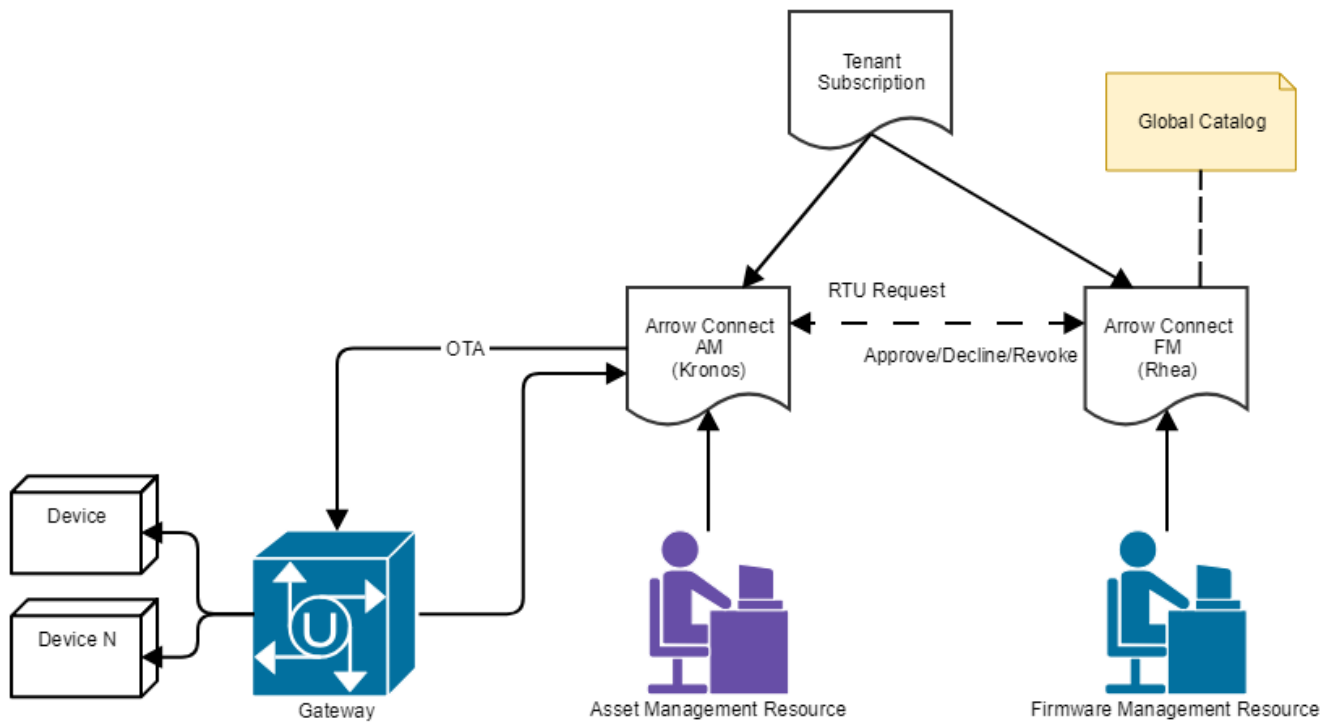 Tenant
Subscription
Global Catalog
RTU Request
Arrow Connect
AM
(Kronos)
Arrow Connect
FM
(Rhea)
Approve/Decline/Revoke
OTA
Device
Device N
U
Gateway
Asset Management Resource
Firmware Management Resource